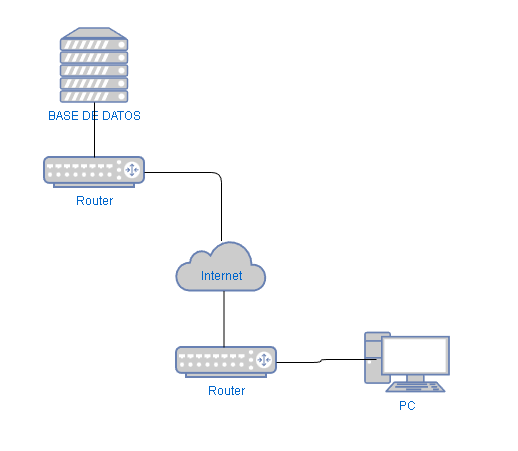 BASE DE DATOS
Router
Internet
Router
PC